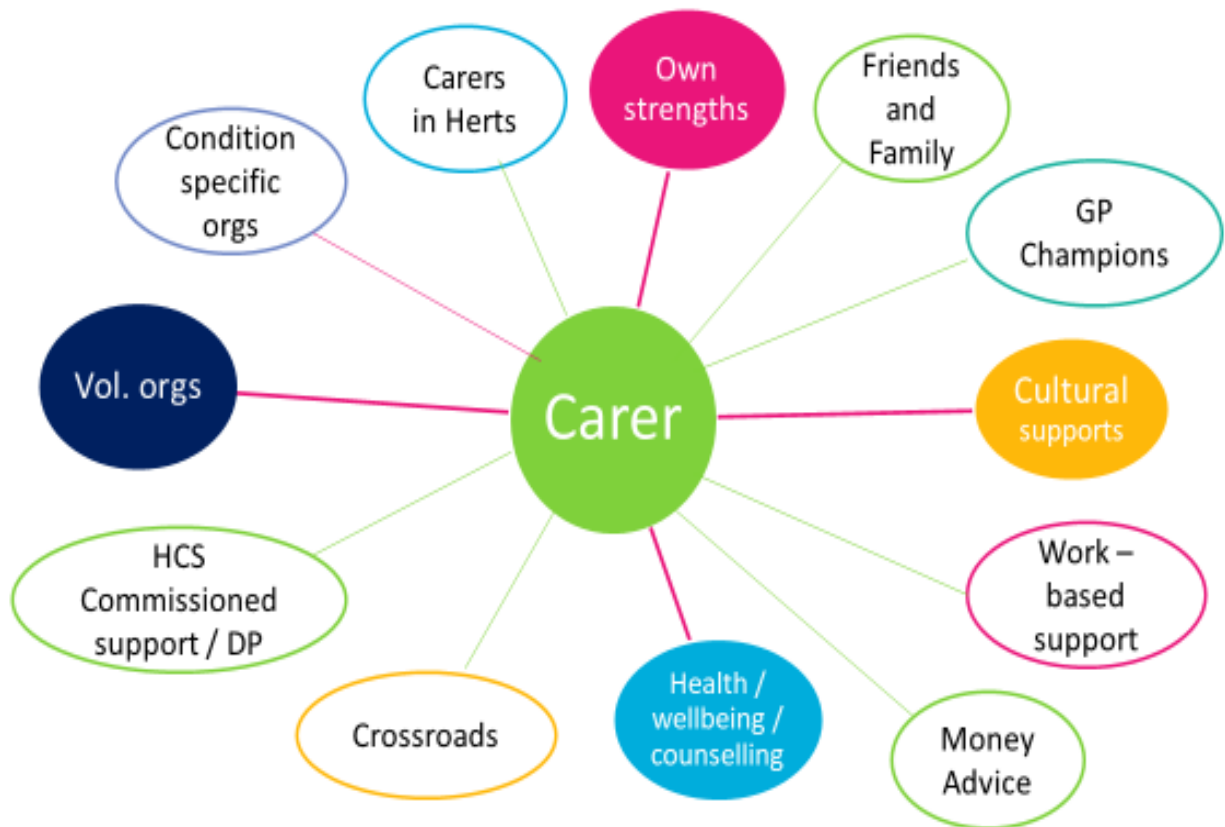 Own
strengths
Friends
and
Family
GP
Champions
Cultural
supports
Work –
based
support
Money
Advice
Health /
wellbeing /
counselling
Crossroads
HCS
Commissioned
support / DP
Vol. orgs
Condition
specific
orgs
Carers
in Herts
Carer